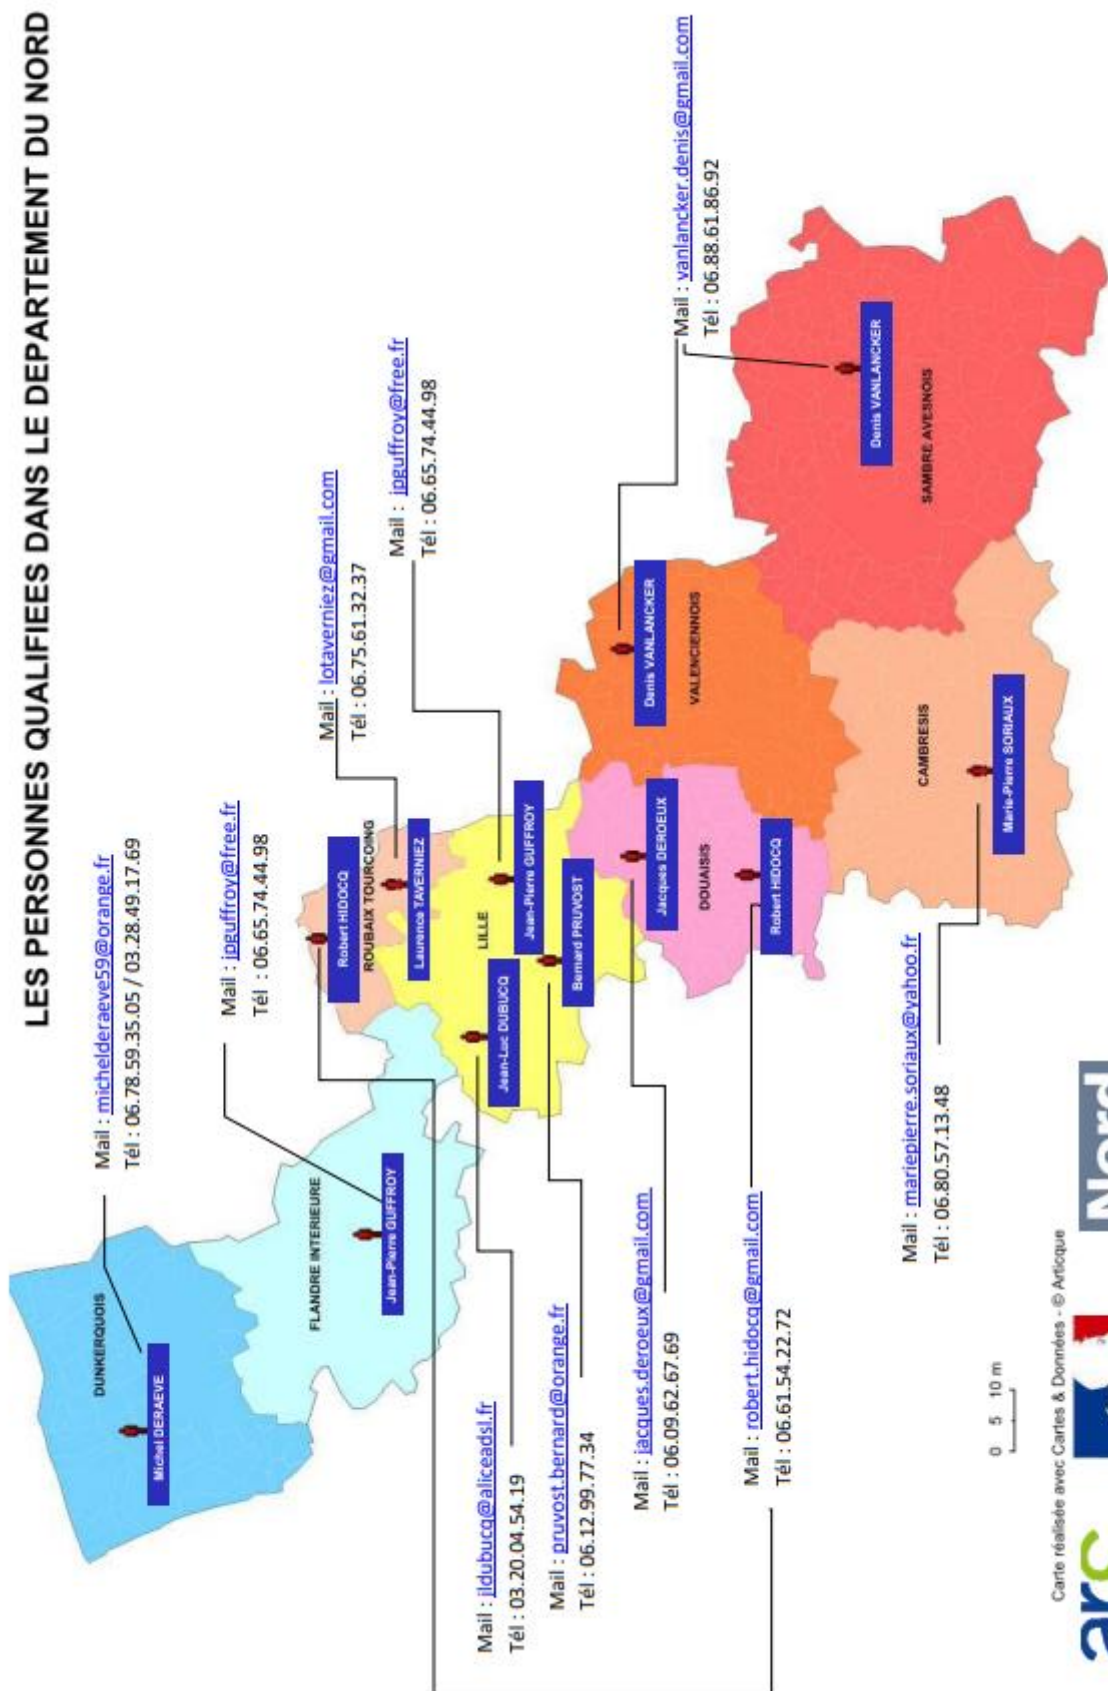 LES PERSONNES QUALIFIEES DANS LE DEPARTEMENT DU NORD
Mail : michelderaeve59@orange.fr
Tél : 06.78.59.35.05 / 03.28.49.17.69
DUNKERQUOIS
Michel DERAEVE
Mail : jpguffroy@free.fr
Tél : 06.65.74.44.98
FLANDRE INTERIEURE
Jean-Pierre GUFFROY
Mail : lotaverniez@gmail.com
Tél : 06.75.61.32.37
Robert HIDOCQ
ROUBAIX TOURCOING
Laurence TAVERNIEZ
Mail : jpguffroy@free.fr
Tél : 06.65.74.44.98
LILLE
Jean-Luc DUBUCQ
Jean-Pierre GUFFROY
Bernard PRUVOST
Mail : jldubucq@aliceadsl.fr
Tél : 03.20.04.54.19
Mail : pruvost.bernard@orange.fr
Tél : 06.12.99.77.34
Mail : vanlancker.denis@gmail.com
Tél : 06.88.61.86.92
Jacques DEROEUX
DOUAISIS
Robert HIDOCQ
Denis VANLANCKER
VALENCIENNOIS
Mail : jacques.deroeux@gmail.com
Tél : 06.09.62.67.69
Mail : robert.hidocq@gmail.com
Tél : 06.61.54.22.72
Denis VANLANCKER
SAMBRE AVESNOIS
CAMBRESIS
Marie-Pierre SORIAUX
Mail : mariepierre.soriaux@yahoo.fr
Tél : 06.80.57.13.48
0 5 10 m
Carte réalisée avec Cartes & Données - © Articque
ars
Nord